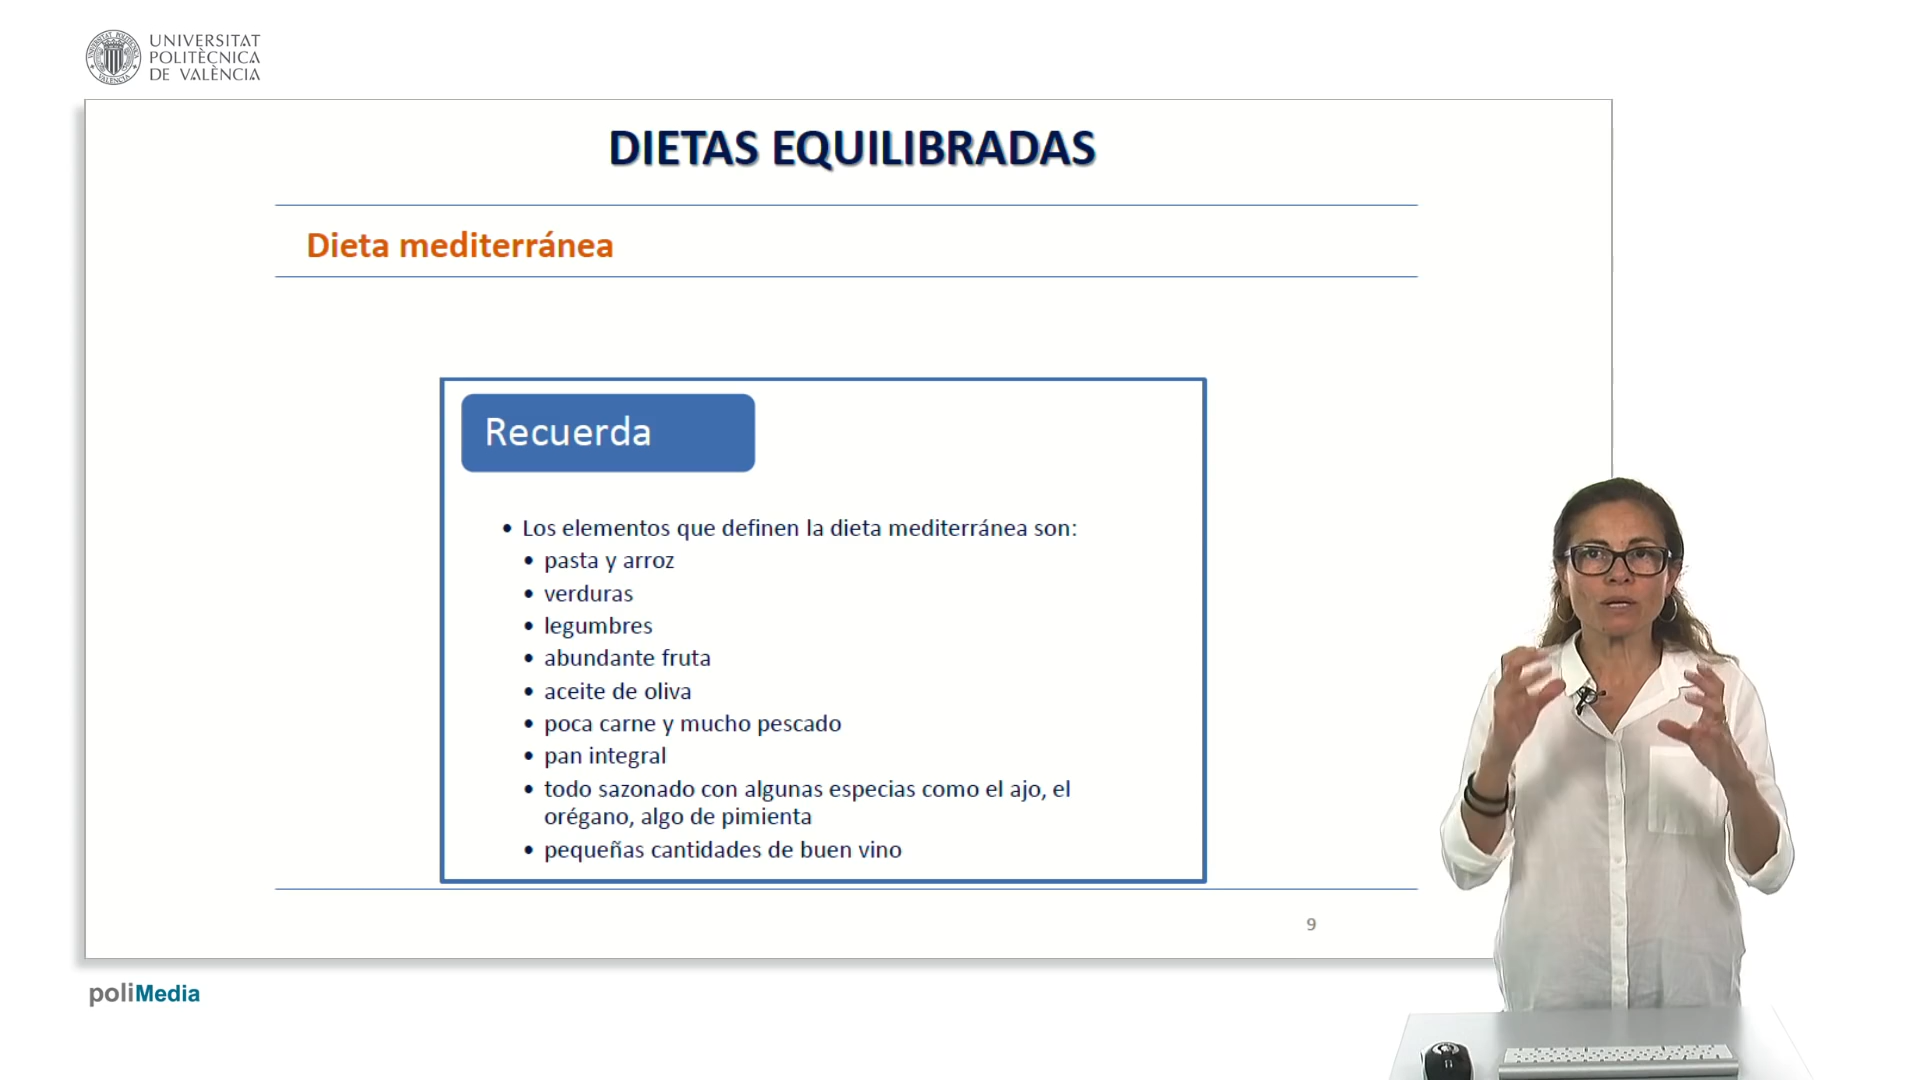 UNIVERSITAT
POLITÈCNICA
DE VALÈNCIA
DIETAS EQUILIBRADAS
Dieta mediterránea
Recuerda
• Los elementos que definen la dieta mediterránea son:
• pasta y arroz
• verduras
• legumbres
• abundante fruta
• aceite de oliva
• poca carne y mucho pescado
• pan integral
• todo sazonado con algunas especias como el ajo, el
orégano, algo de pimienta
• pequeñas cantidades de buen vino
9
poliMedia